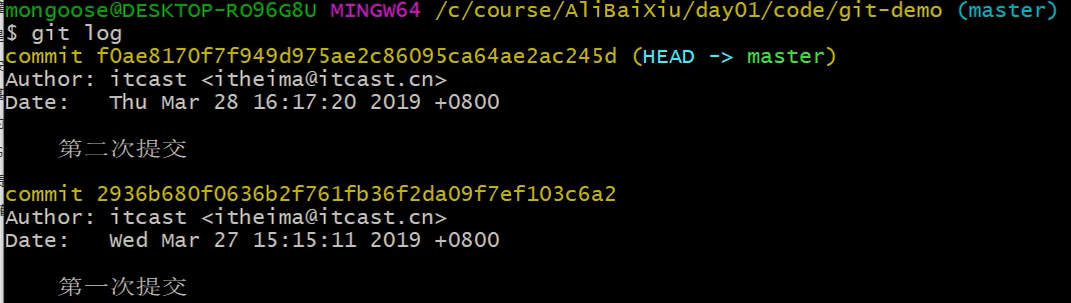 mongoose@DESKTOP-RO96G8U MINGW64 /c/course/AliBaiXiu/day01/code/git-demo (master)
$ git log
commit f0ae8170f7f949d975ae2c86095ca64ae2ac245d (HEAD -> master)
Author: itcast <itheima@itcast.cn>
Date:   Thu Mar 28 16:17:20 2019 +0800
第二次提交
commit 2936b680f0636b2f761fb36f2da09f7ef103c6a2
Author: itcast <itheima@itcast.cn>
Date:   Wed Mar 27 15:15:11 2019 +0800
第一次提交